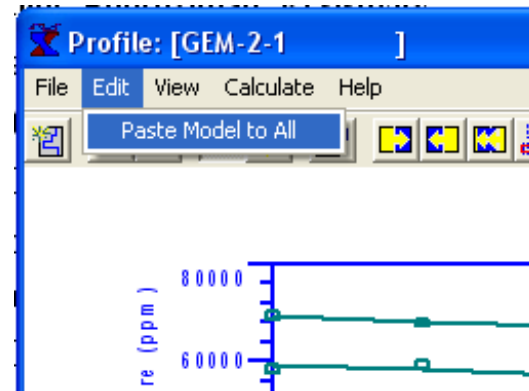 Profile: [GEM-2-1 ]
File Edit View Calculate Help
Paste Model to All
80000
60000
re (ppm)